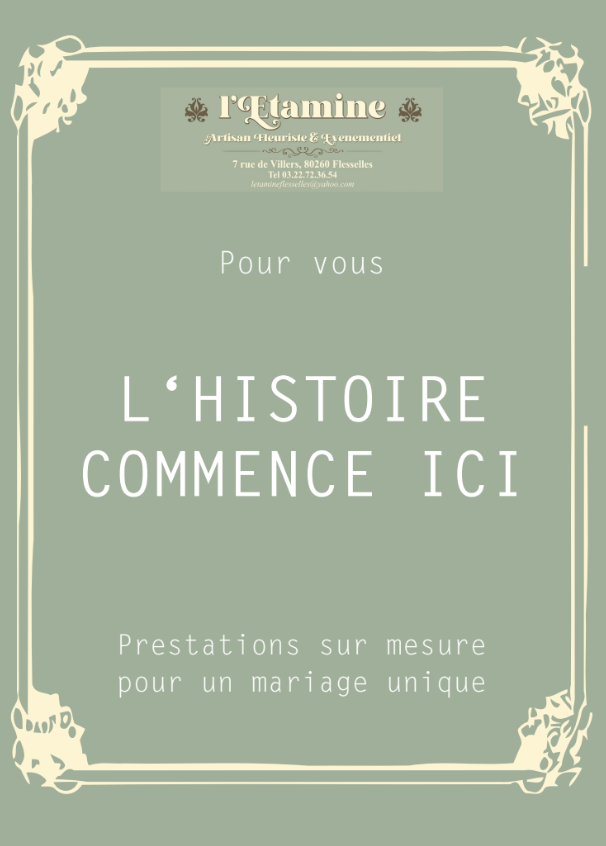 l'Etamine
Artisan Fleuriste & Evenementiel
7 rue de Villers, 80260 Flesselles
Tel 03.22.72.36.54
letamineflesselles@yahoo.com
Pour vous
L‘HISTOIRE
COMMENCE ICI
Prestations sur mesure
pour un mariage unique